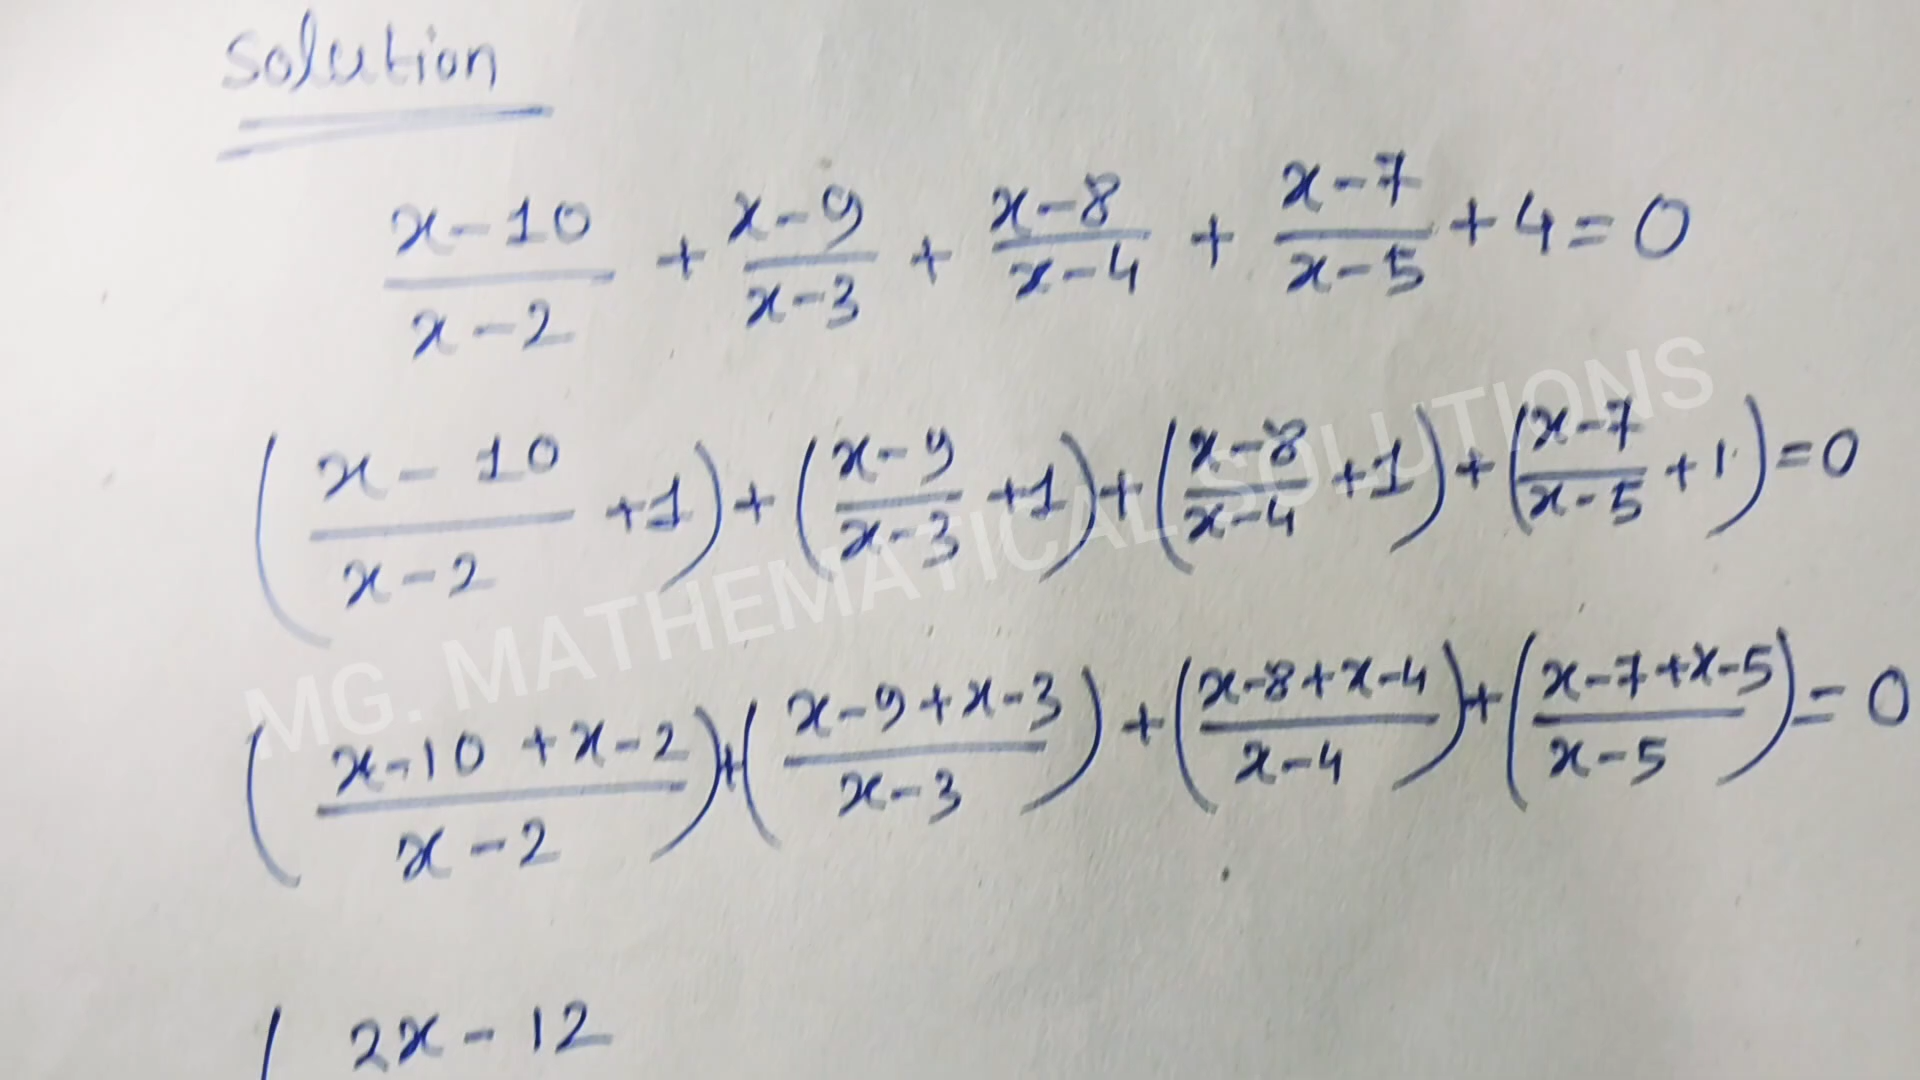 Solution
x-10/x-2 + x-9/x-3 + x-8/x-4 + x-7/x-5 + 4 = 0
(x-10/x-2 +1) + (x-9/x-3 +1) + (x-8/x-4 +1) + (x-7/x-5 +1) = 0
(x-10+x-2/x-2) + (x-9+x-3/x-3) + (x-8+x-4/x-4) + (x-7+x-5/x-5) = 0
(2x-12
MG. MATHEMATICAL SOLUTIONS